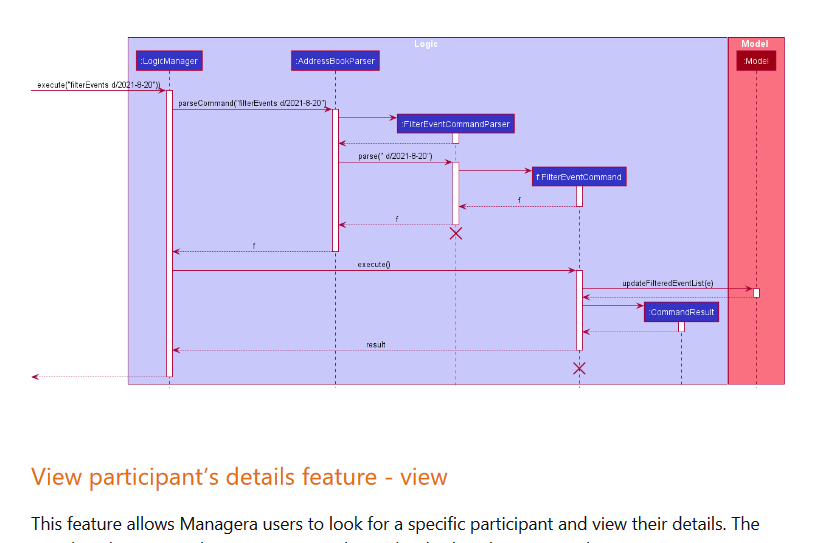 Logic
Model
:LogicManager
:AddressBookParser
:Model
execute("filterEvents d/2021-8-20"))
parseCommand("filterEvents d/2021-8-20")
:FilterEventCommandParser
parse(" d/2021-8-20")
f:FilterEventCommand
f
f
f
execute()
updateFilteredEventList(e)
:CommandResult
result
View participant’s details feature - view
This feature allows Managera users to look for a specific participant and view their details. The